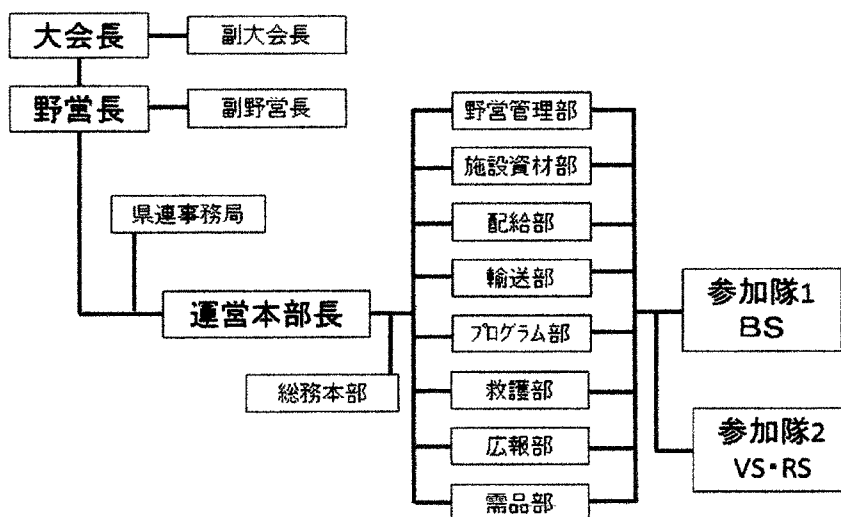 大会長
副大会長
野営長
副野営長
県連事務局
運営本部長
総務本部
野営管理部
施設資材部
配給部
輸送部
プログラム部
救護部
広報部
需品部
参加隊1
BS
参加隊2
VS・RS